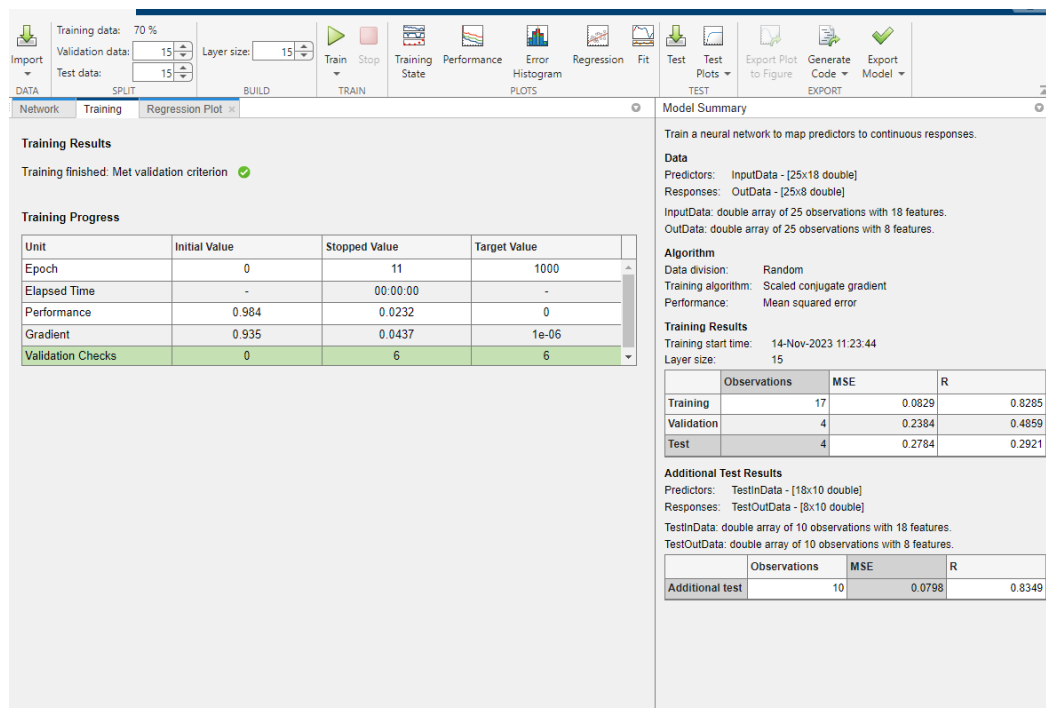 Training data: 70 %
Validation data: 15
Test data: 15
Layer size: 15
Import
Train
Stop
Training State
Performance
Error Histogram
Regression
Fit
Test
Test Plots
Export Plot to Figure
Generate Code
Export Model
DATA SPLIT BUILD TRAIN PLOTS TEST EXPORT
Network Training Regression Plot ×
Training Results
Training finished: Met validation criterion
Training Progress
Unit Initial Value Stopped Value Target Value
Epoch 0 11 1000
Elapsed Time - 00:00:00 -
Performance 0.984 0.0232 0
Gradient 0.935 0.0437 1e-06
Validation Checks 0 6 6
Model Summary
Train a neural network to map predictors to continuous responses.
Data
Predictors: InputData - [25x18 double]
Responses: OutData - [25x8 double]
InputData: double array of 25 observations with 18 features.
OutData: double array of 25 observations with 8 features.
Algorithm
Data division: Random
Training algorithm: Scaled conjugate gradient
Performance: Mean squared error
Training Results
Training start time: 14-Nov-2023 11:23:44
Layer size: 15
Observations MSE R
Training 17 0.0829 0.8285
Validation 4 0.2384 0.4859
Test 4 0.2784 0.2921
Additional Test Results
Predictors: TestInData - [18x10 double]
Responses: TestOutData - [8x10 double]
TestInData: double array of 10 observations with 18 features.
TestOutData: double array of 10 observations with 8 features.
Observations MSE R
Additional test 10 0.0798 0.8349